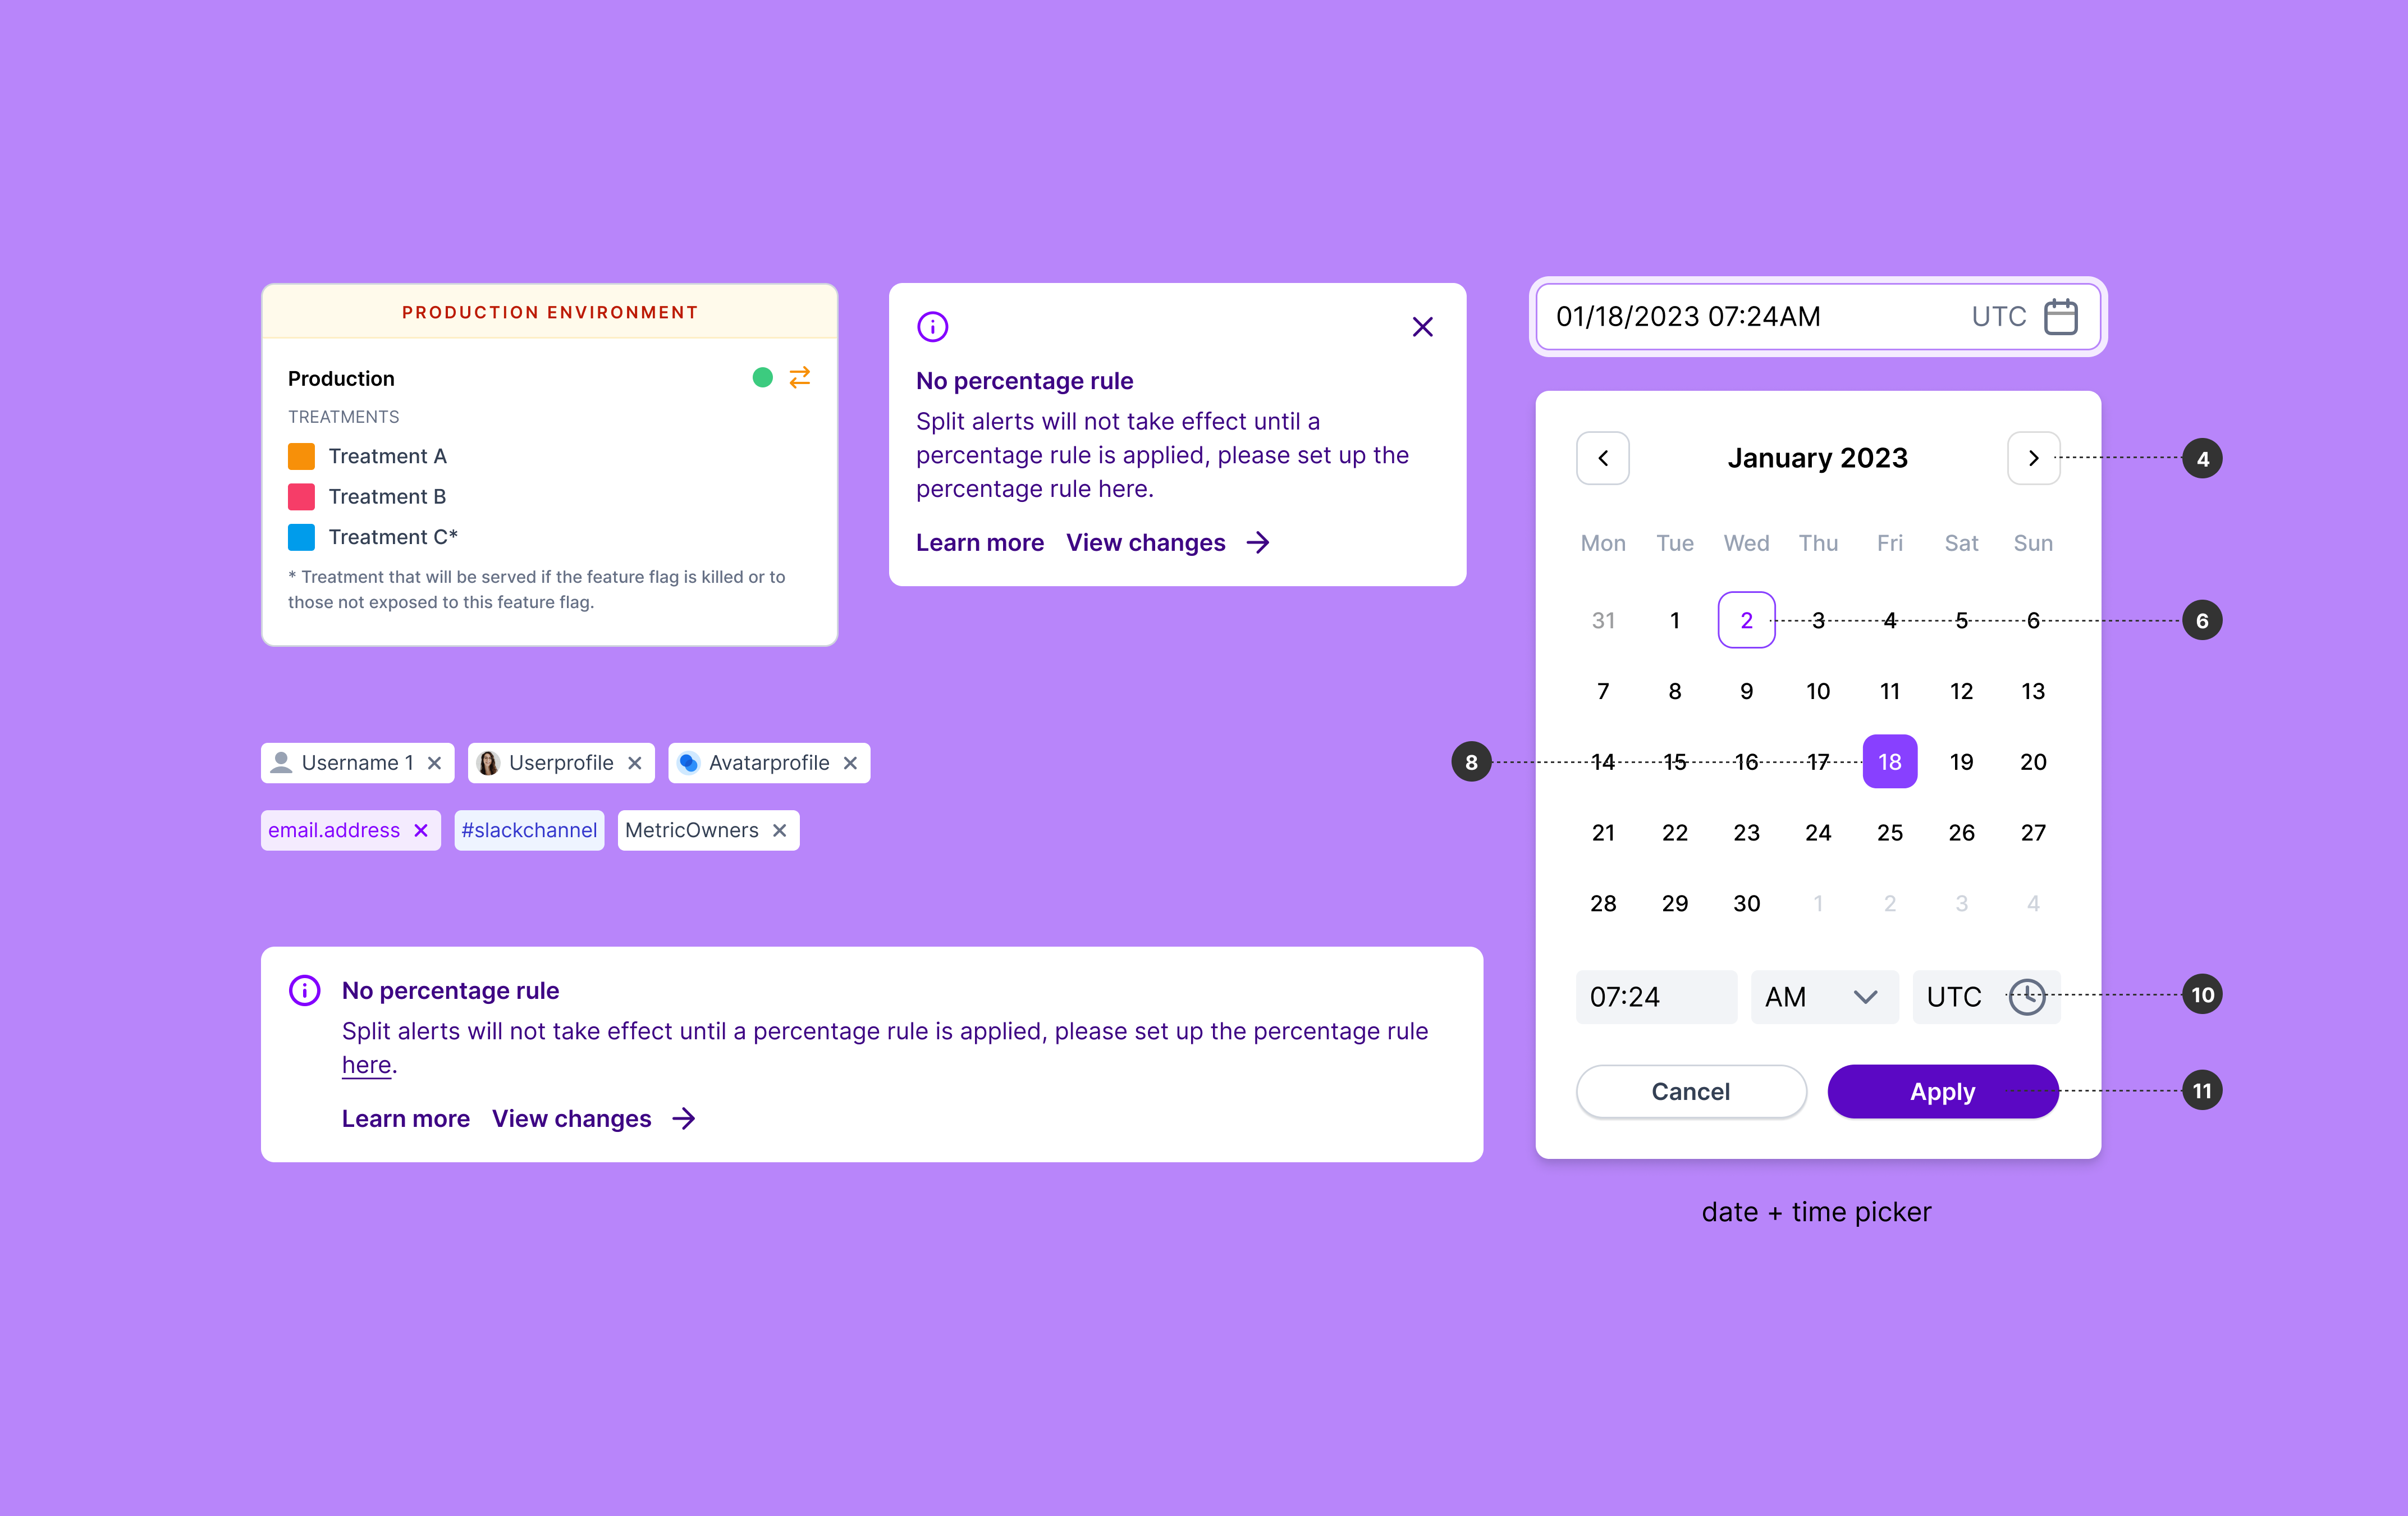 PRODUCTION ENVIRONMENT
Production
TREATMENTS
Treatment A
Treatment B
Treatment C*
* Treatment that will be served if the feature flag is killed or to
those not exposed to this feature flag.
No percentage rule
Split alerts will not take effect until a
percentage rule is applied, please set up the
percentage rule here.
Learn more View changes
Username 1 Userprofile Avatarprofile
email.address #slackchannel MetricOwners
No percentage rule
Split alerts will not take effect until a percentage rule is applied, please set up the percentage rule
here.
Learn more View changes
01/18/2023 07:24AM UTC
January 2023 4
Mon Tue Wed Thu Fri Sat Sun
31 1 2 3 4 5 6 6
7 8 9 10 11 12 13
8 14 15 16 17 18 19 20
21 22 23 24 25 26 27
28 29 30 1 2 3 4
07:24 AM UTC 10
Cancel Apply 11
date + time picker